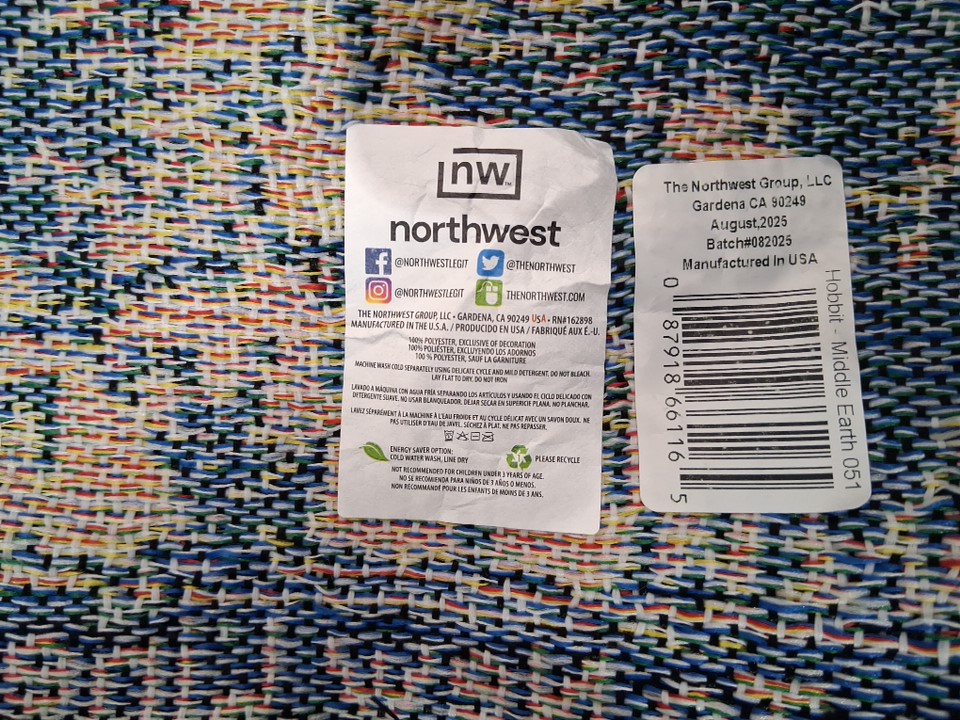 nw.™
northwest
@NORTHWESTLEGIT @THENORTHWEST
@NORTHWESTLEGIT THENORTHWEST.COM
THE NORTHWEST GROUP, LLC • GARDENA, CA 90249 USA • RN#162898
MANUFACTURED IN THE U.S.A. / PRODUCIDO EN USA / FABRIQUÉ AUX É.-U.
100% POLYESTER, EXCLUSIVE OF DECORATION
100% POLIÉSTER, EXCLUYENDO LOS ADORNOS
100 % POLYESTER, SAUF LA GARNITURE
MACHINE WASH COLD SEPARATELY USING DELICATE CYCLE AND MILD DETERGENT. DO NOT BLEACH.
LAY FLAT TO DRY. DO NOT IRON
LAVADO A MÁQUINA CON AGUA FRÍA SEPARANDO LOS ARTÍCULOS Y USANDO EL CICLO DELICADO CON
DETERGENTE SUAVE. NO USAR BLANQUEADOR. DEJAR SECAR EN SUPERICIE PLANA. NO PLANCHAR.
LAVEZ SÉPARÉMENT À LA MACHINE À L'EAU FROIDE ET AU CYCLE DÉLICAT AVEC UN SAVON DOUX. NE
PAS UTILISER D'EAU DE JAVEL. SÉCHEZ À PLAT. NE PAS REPASSER.
ENERGY SAVER OPTION:
COLD WATER WASH, LINE DRY
PLEASE RECYCLE
NOT RECOMMENDED FOR CHILDREN UNDER 3 YEARS OF AGE.
NO SE RECOMIENDA PARA NIÑOS DE 3 AÑOS O MENOS.
NON RECOMMANDÉ POUR LES ENFANTS DE MOINS DE 3 ANS.
The Northwest Group, LLC
Gardena CA 90249
August,2025
Batch#082025
Manufactured In USA
0 87918 66116 5
Hobbit - Middle Earth 051